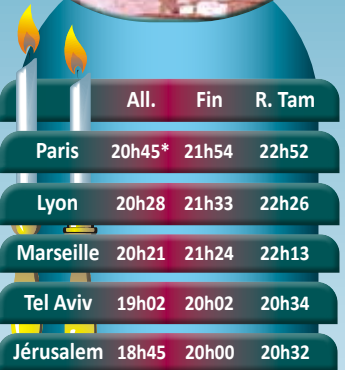 All. Fin R. Tam
Paris 20h45* 21h54 22h52
Lyon 20h28 21h33 22h26
Marseille 20h21 21h24 22h13
Tel Aviv 19h02 20h02 20h34
Jérusalem 18h45 20h00 20h32